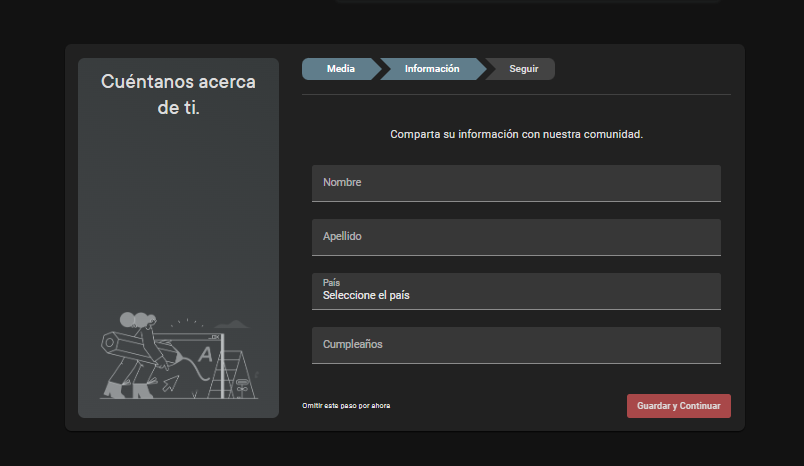 Cuéntanos acerca
de ti.
Media
Información
Seguir
Comparta su información con nuestra comunidad.
Nombre
Apellido
País
Seleccione el país
Cumpleaños
A
Omitir este paso por ahora
Guardar y Continuar